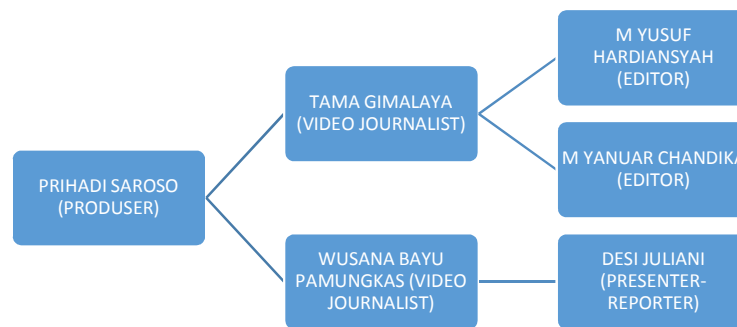 PRIHADI SAROSO
(PRODUSER)
TAMA GIMALAYA
(VIDEO JOURNALIST)
M YUSUF
HARDIANSYAH
(EDITOR)
M YANUAR CHANDIKA
(EDITOR)
WUSANA BAYU
PAMUNGKAS (VIDEO
JOURNALIST)
DESI JULIANI
(PRESENTER-
REPORTER)